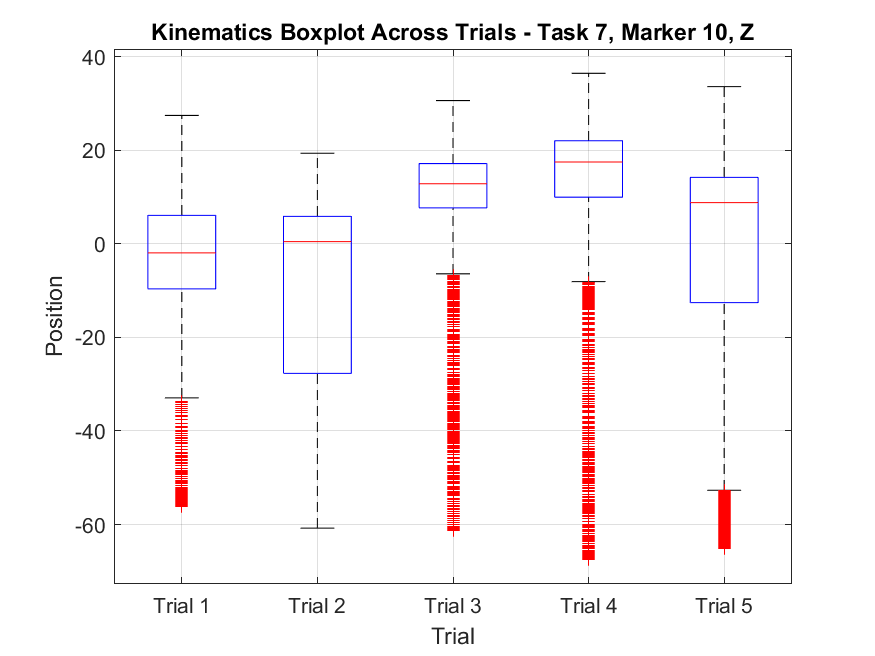 Kinematics Boxplot Across Trials - Task 7, Marker 10, Z
40
20
0
-20
-40
-60
Position
Trial 1 Trial 2 Trial 3 Trial 4 Trial 5
Trial